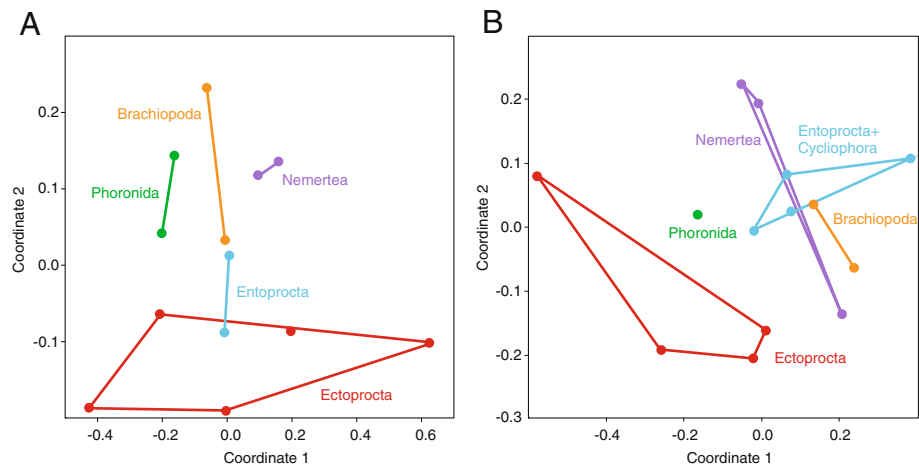 A
Coordinate 2
0.2
0.1
0.0
-0.1
Brachiopoda
Phoronida
Nemertea
Entoprocta
Ectoprocta
-0.4
-0.2
0.0
0.2
0.4
0.6
Coordinate 1
B
Coordinate 2
0.2
0.1
0.0
-0.1
-0.2
-0.3
Nemertea
Entoprocta+
Cycliophora
Phoronida
Brachiopoda
Ectoprocta
-0.4
-0.2
0.0
0.2
Coordinate 1